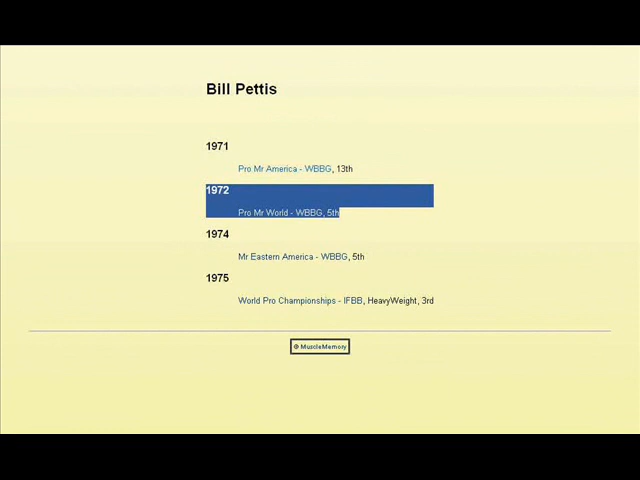 Bill Pettis
1971
Pro Mr America - WBBG, 13th
1972
Pro Mr World - WBBG, 5th
1974
Mr Eastern America - WBBG, 5th
1975
World Pro Championships - IFBB, HeavyWeight, 3rd
© MuscleMemory